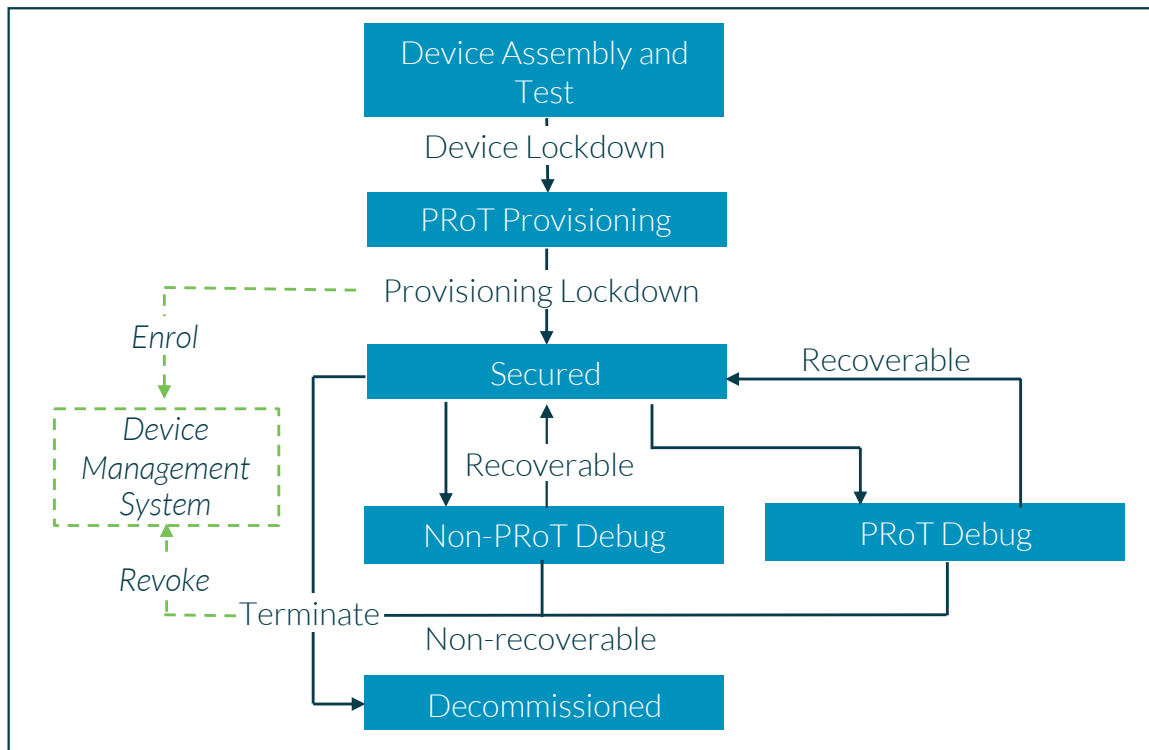 Device Assembly and
Test
Device Lockdown
PRoT Provisioning
Provisioning Lockdown
Enrol
Secured
Recoverable
Device
Management
System
Recoverable
Non-PRoT Debug
PRoT Debug
Revoke
Terminate
Non-recoverable
Decommissioned